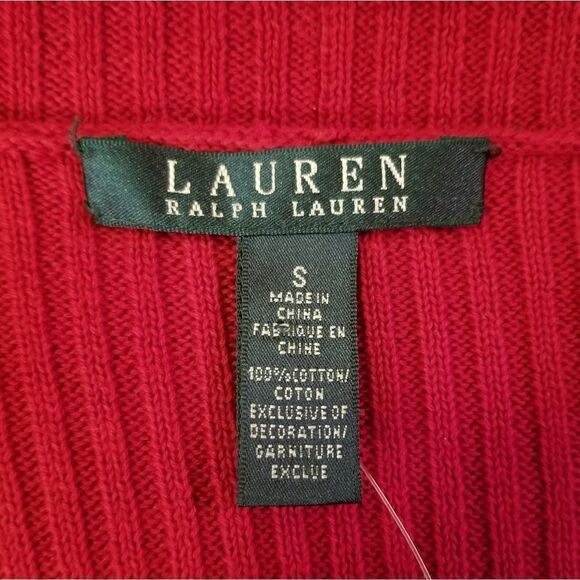 LAUREN
RALPH LAUREN
S
MADE IN
CHINA
FABRIQUE EN
CHINE
100%COTTON/
COTON
EXCLUSIVE OF
DECORATION/
GARNITURE
EXCLUE